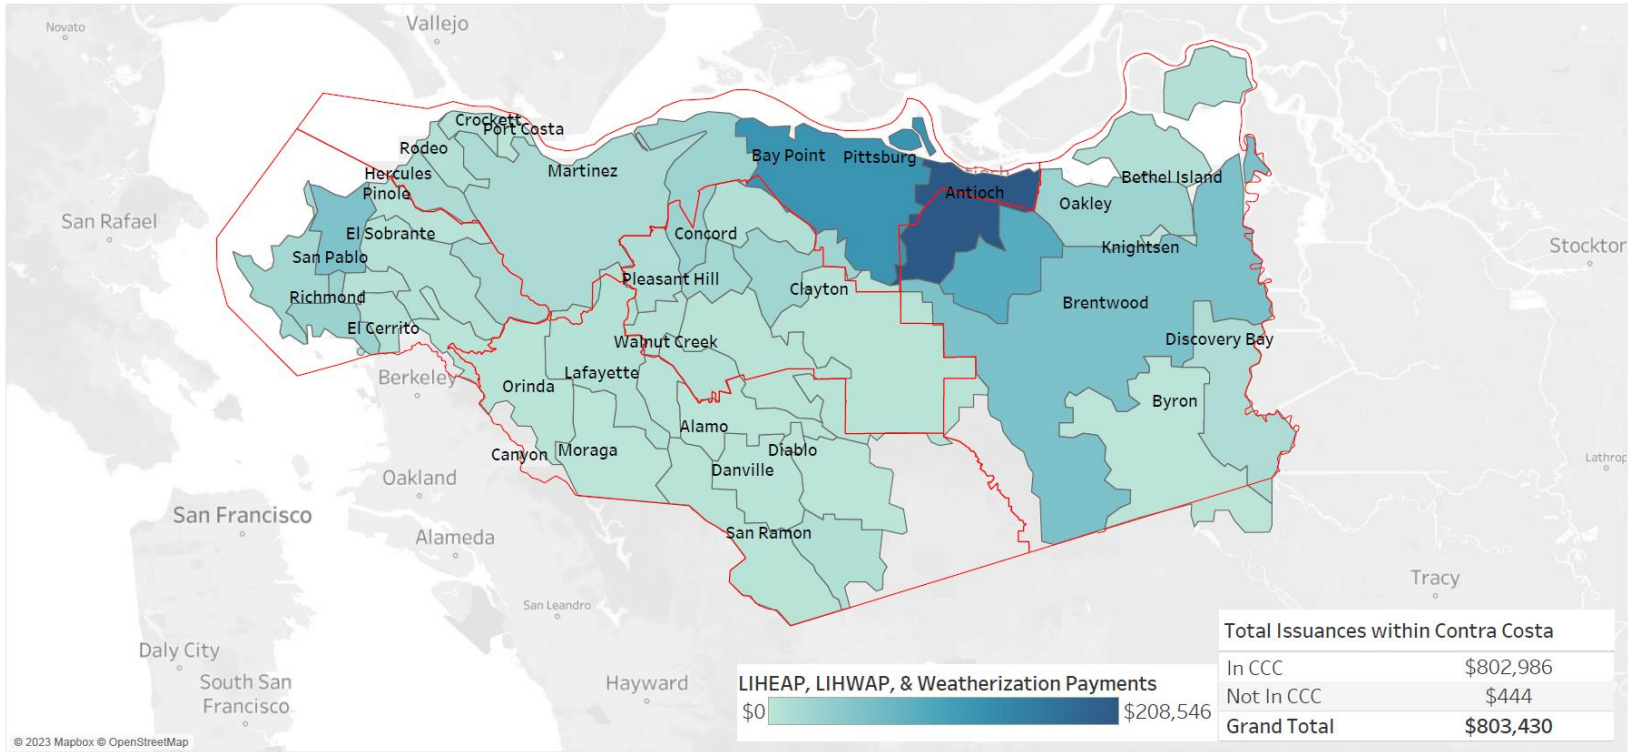 Novato
Vallejo
Crockett
Port Costa
Rodeo
Bay Point
Pittsburg
Martinez
Hercules
Pinole
Antioch
Bethel Island
Oakley
San Rafael
El Sobrante
Concord
Knightsen
Stockton
San Pablo
Pleasant Hill
Clayton
Richmond
Brentwood
El Cerrito
Walnut Creek
Discovery Bay
Berkeley
Orinda
Lafayette
Byron
Alamo
Canyon
Moraga
Diablo
Lathrop
Danville
Oakland
San Francisco
Alameda
San Ramon
Tracy
San Leandro
Daly City
Hayward
South San
Francisco
Total Issuances within Contra Costa
In CCC $802,986
Not In CCC $444
Grand Total $803,430
LIHEAP, LIHWAP, & Weatherization Payments
$0 $208,546
© 2023 Mapbox © OpenStreetMap